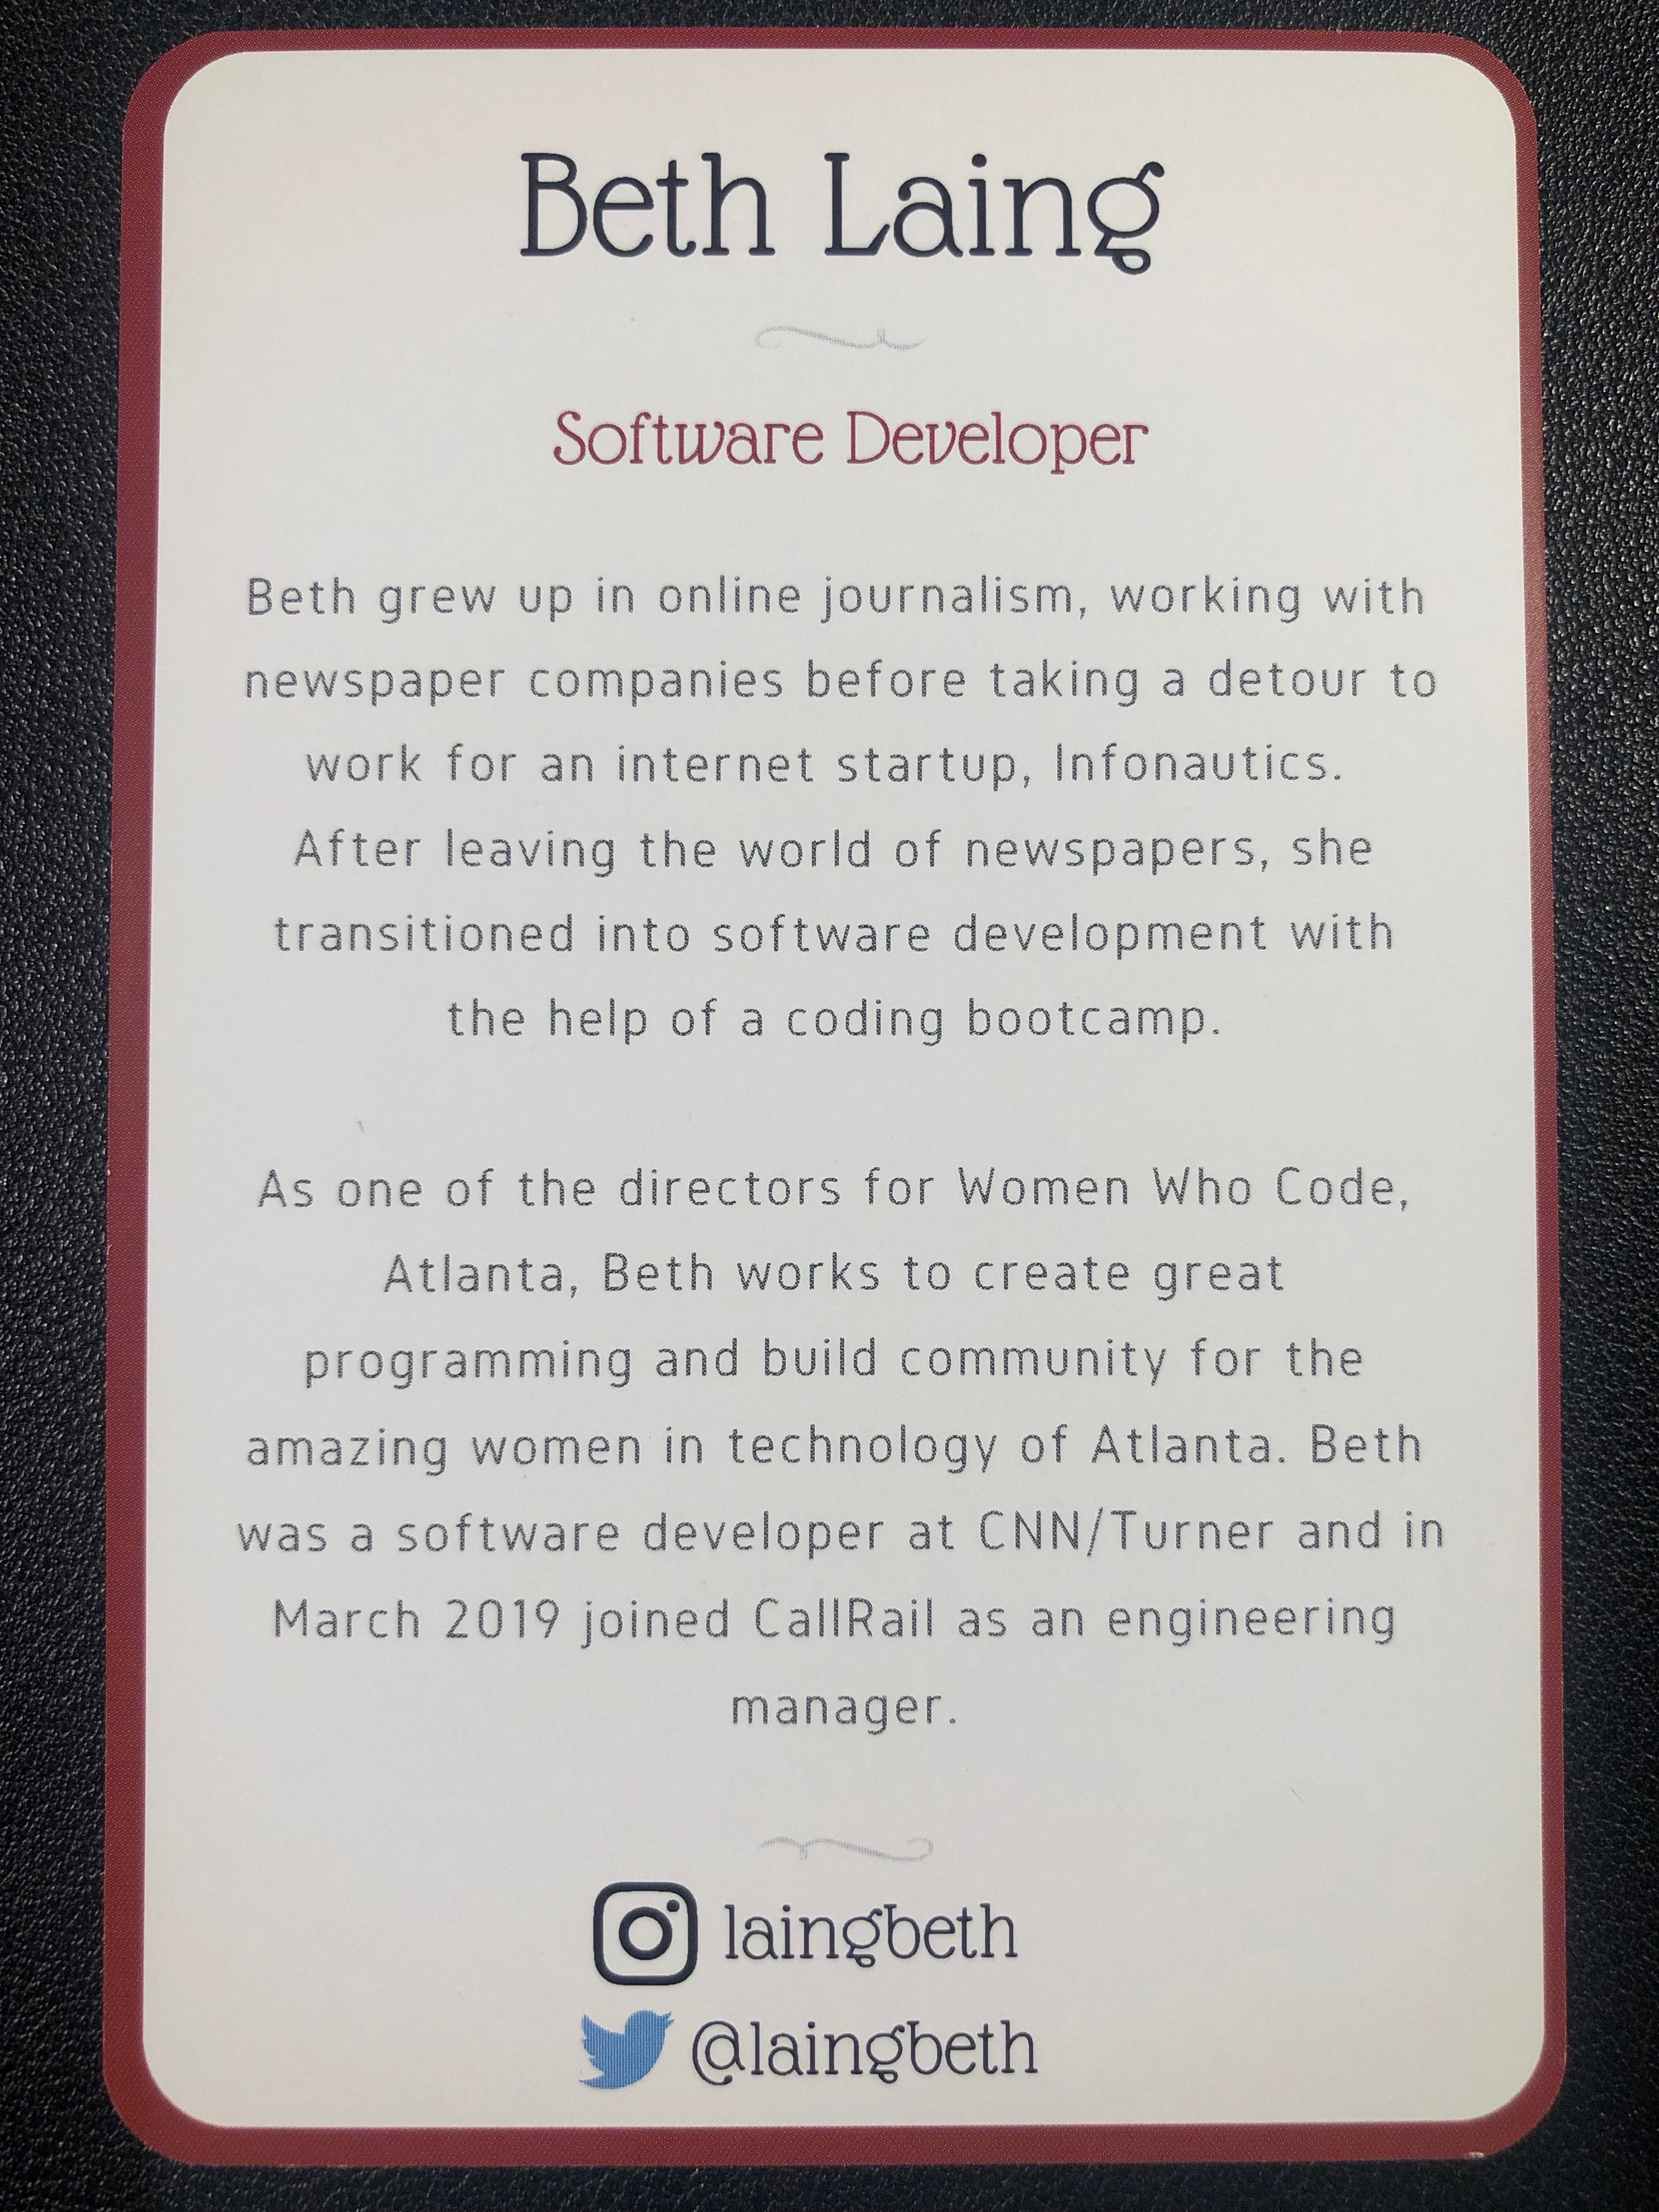 Beth Laing
Software Developer
Beth grew up in online journalism, working with
newspaper companies before taking a detour to
work for an internet startup, Infonautics.
After leaving the world of newspapers, she
transitioned into software development with
the help of a coding bootcamp.
As one of the directors for Women Who Code,
Atlanta, Beth works to create great
programming and build community for the
amazing women in technology of Atlanta. Beth
was a software developer at CNN/Turner and in
March 2019 joined CallRail as an engineering
manager.
laingbeth
@laingbeth